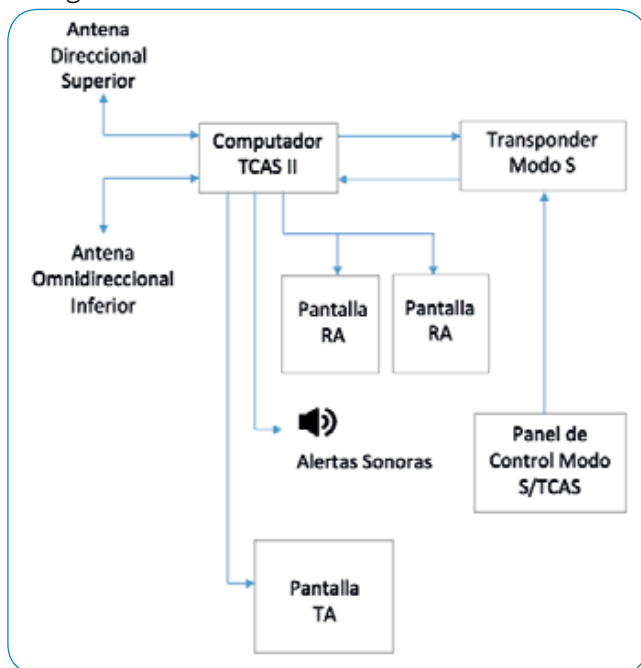 Antena
Direccional
Superior
Computador
TCAS II
Transponder
Modo S
Antena
Omnidireccional
Inferior
Pantalla
RA
Pantalla
RA
Alertas Sonoras
Panel de
Control Modo
S/TCAS
Pantalla
TA